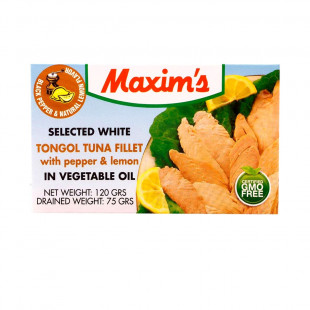 Maxim's
BLACK PEPPER & NATURAL LEMON FLAVOR
SELECTED WHITE
TONGOL TUNA FILLET
with pepper & lemon
IN VEGETABLE OIL
NET WEIGHT: 120 GRS
DRAINED WEIGHT: 75 GRS
CERTIFIED
GMO
FREE